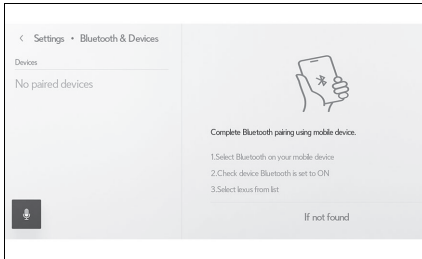 Settings • Bluetooth & Devices
Devices
No paired devices
Complete Bluetooth pairing using mobile device.
1.Select Bluetooth on your mobile device
2.Check device Bluetooth is set to ON
3.Select lexus from list
If not found